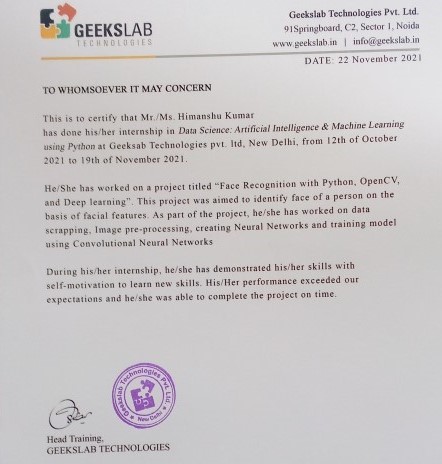 GEEKSLAB
TECHNOLOGIES
Geekslab Technologies Pvt. Ltd.
91Springboard, C2, Sector 1, Noida
www.geekslab.in | info@geekslab.in
DATE: 22 November 2021
TO WHOMSOEVER IT MAY CONCERN
This is to certify that Mr./Ms. Himanshu Kumar
has done his/her internship in Data Science: Artificial Intelligence & Machine Learning
using Python at Geeksab Technologies pvt. ltd, New Delhi, from 12th of October
2021 to 19th of November 2021.
He/She has worked on a project titled “Face Recognition with Python, OpenCV,
and Deep learning”. This project was aimed to identify face of a person on the
basis of facial features. As part of the project, he/she has worked on data
scrapping, Image pre-processing, creating Neural Networks and training model
using Convolutional Neural Networks
During his/her internship, he/she has demonstrated his/her skills with
self-motivation to learn new skills. His/Her performance exceeded our
expectations and he/she was able to complete the project on time.
Geekslab Technologies Pvt. Ltd.
New Delhi
Head Training,
GEEKSLAB TECHNOLOGIES